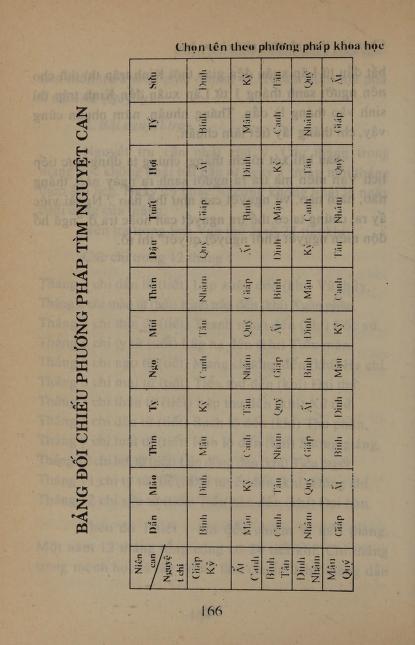 Chọn tên theo phương pháp khoa học
BẢNG ĐỐI CHIẾU PHƯƠNG PHÁP TÌM NGUYỆT CAN
Niên can / Nguyệt chi Dần Mão Thìn Tỵ Ngọ Mùi Thân Dậu Tuất Hợi Tý Sửu
Giáp Kỷ Bính Đinh Mậu Kỷ Canh Tân Nhâm Quý Giáp Ất Bính Đinh
Ất Canh Mậu Kỷ Canh Tân Nhâm Quý Giáp Ất Bính Đinh Mậu Kỷ
Bính Tân Canh Tân Nhâm Quý Giáp Ất Bính Đinh Mậu Kỷ Canh Tân
Đinh Nhâm Nhâm Quý Giáp Ất Bính Đinh Mậu Kỷ Canh Tân Nhâm Quý
Mậu Quý Giáp Ất Bính Đinh Mậu Kỷ Canh Tân Nhâm Quý Giáp Ất
166